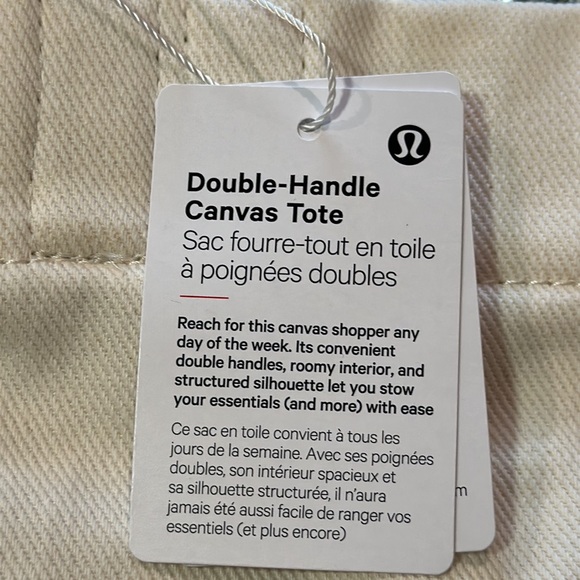 Double-Handle
Canvas Tote
Sac fourre-tout en toile
à poignées doubles
Reach for this canvas shopper any
day of the week. Its convenient
double handles, roomy interior, and
structured silhouette let you stow
your essentials (and more) with ease
Ce sac en toile convient à tous les
jours de la semaine. Avec ses poignées
doubles, son intérieur spacieux et
sa silhouette structurée, il n'aura
jamais été aussi facile de ranger vos
essentiels (et plus encore)
m